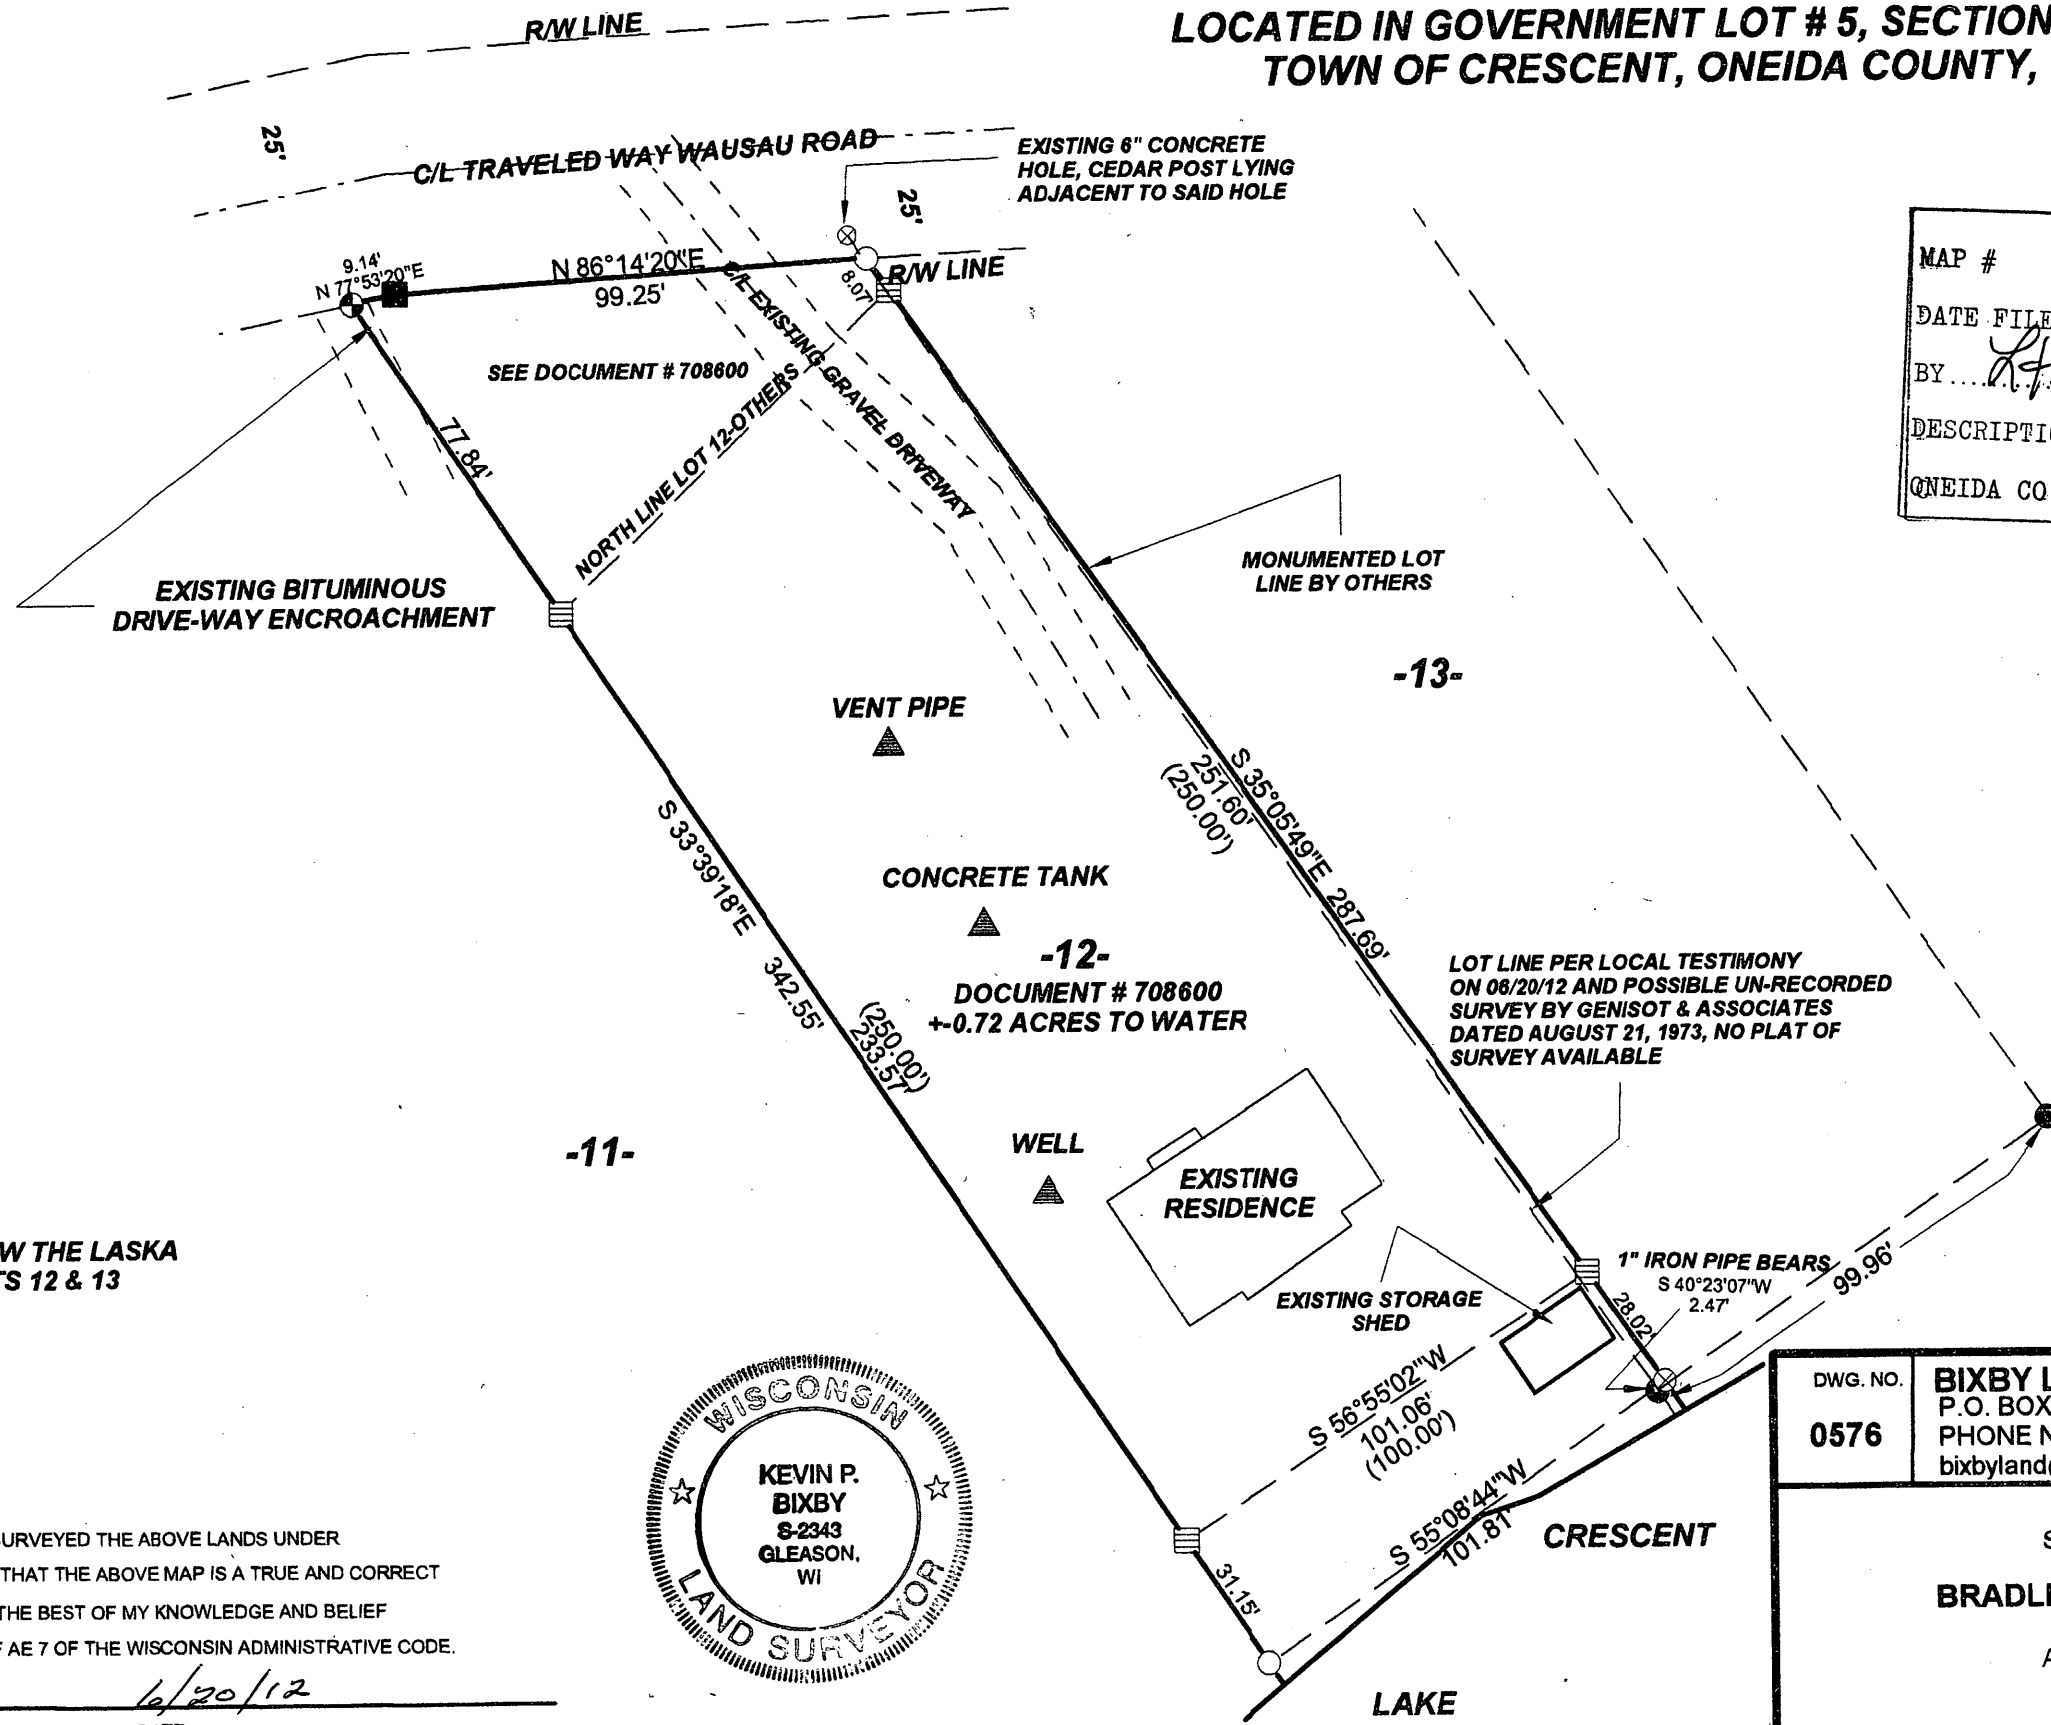 LOCATED IN GOVERNMENT LOT # 5, SECTION
TOWN OF CRESCENT, ONEIDA COUNTY,
R/W LINE
25'
C/L TRAVELED WAY WAUSAU ROAD
EXISTING 6" CONCRETE
HOLE, CEDAR POST LYING
ADJACENT TO SAID HOLE
25'
MAP #
DATE FILE
BY
DESCRIPTIO
ONEIDA CO
9.14'
N 77°53'20"E
N 86°14'20"E
99.25'
8.07'
R/W LINE
C/L EXISTING GRAVEL DRIVEWAY
SEE DOCUMENT # 708600
NORTH LINE LOT 12-OTHERS
77.84'
EXISTING BITUMINOUS
DRIVE-WAY ENCROACHMENT
MONUMENTED LOT
LINE BY OTHERS
-13-
VENT PIPE
S 35°05'49"E 287.69'
251.60'
(250.00')
S 33°39'18"E 342.55'
(250.00')
233.57'
CONCRETE TANK
-12-
DOCUMENT # 708600
+-0.72 ACRES TO WATER
LOT LINE PER LOCAL TESTIMONY
ON 06/20/12 AND POSSIBLE UN-RECORDED
SURVEY BY GENISOT & ASSOCIATES
DATED AUGUST 21, 1973, NO PLAT OF
SURVEY AVAILABLE
-11-
WELL
EXISTING
RESIDENCE
EXISTING STORAGE
SHED
1" IRON PIPE BEARS
S 40°23'07"W
2.47'
28.02'
99.96'
W THE LASKA
TS 12 & 13
S 56°55'02"W
101.06'
(100.00')
S 55°08'44"W
101.81'
31.15'
CRESCENT
LAKE
WISCONSIN
KEVIN P.
BIXBY
S-2343
GLEASON,
WI
LAND SURVEYOR
DWG. NO.
0576
BIXBY L
P.O. BOX
PHONE N
bixbyland@
S
BRADLE
A
SURVEYED THE ABOVE LANDS UNDER
THAT THE ABOVE MAP IS A TRUE AND CORRECT
THE BEST OF MY KNOWLEDGE AND BELIEF
F AE 7 OF THE WISCONSIN ADMINISTRATIVE CODE.
6/20/12